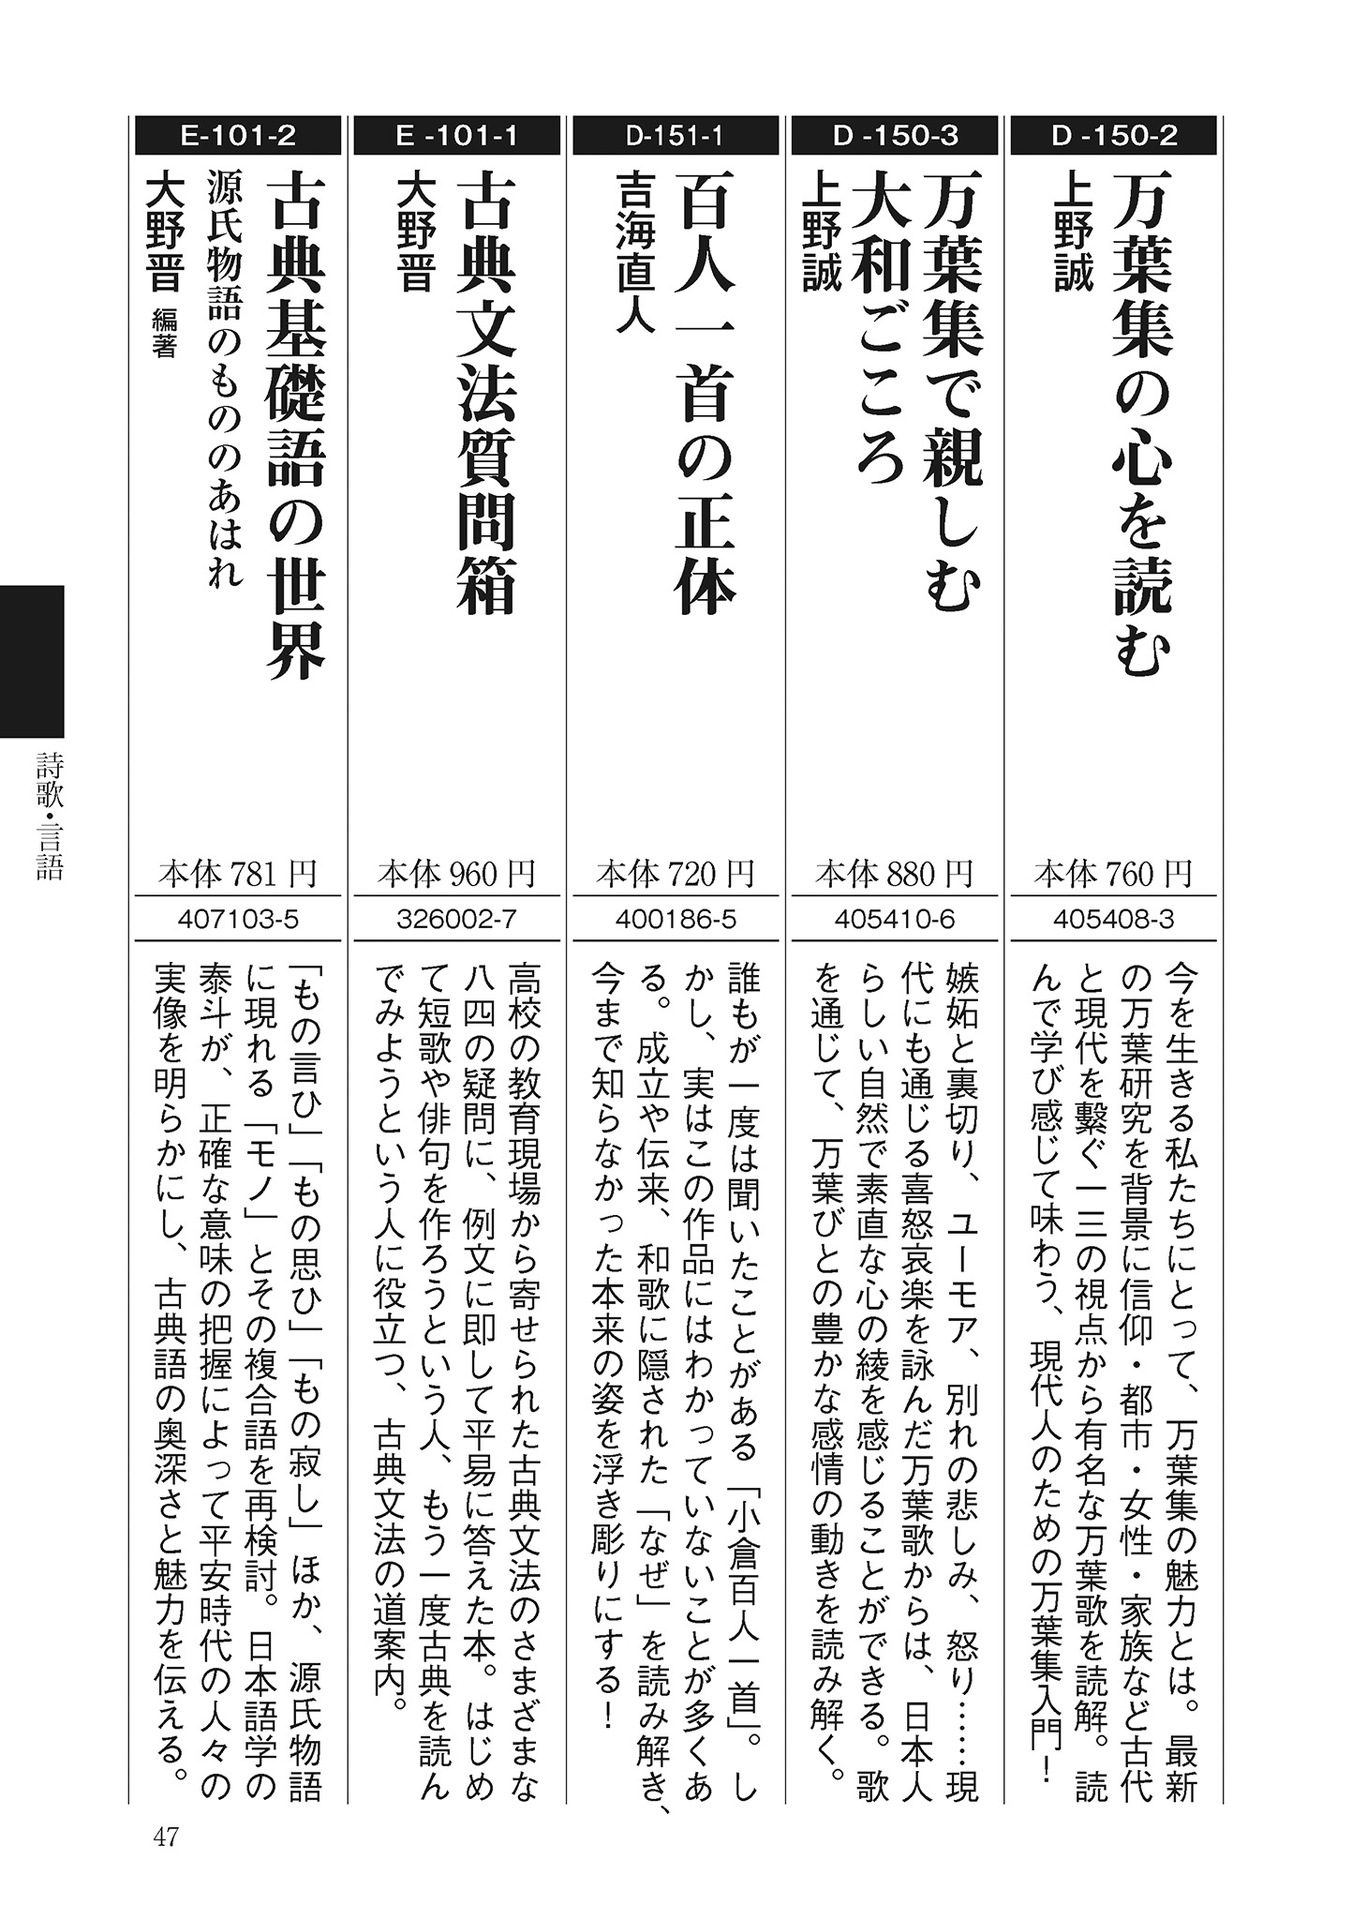 D-150-2
万葉集の心を読む
上野誠
本体760円
405408-3
今を生きる私たちにとって、万葉集の魅力とは。最新
の万葉研究を背景に信仰・都市・女性・家族など古代
と現代を繋ぐ一三の視点から有名な万葉歌を読解。読
んで学び感じて味わう、現代人のための万葉集入門！
D-150-3
万葉集で親しむ
大和ごころ
上野誠
本体880円
405410-6
嫉妬と裏切り、ユーモア、別れの悲しみ、怒り……現
代にも通じる喜怒哀楽を詠んだ万葉歌からは、日本人
らしい自然で素直な心の綾を感じることができる。歌
を通じて、万葉びとの豊かな感情の動きを読み解く。
D-151-1
百人一首の正体
吉海直人
本体720円
400186-5
誰もが一度は聞いたことがある「小倉百人一首」。し
かし、実はこの作品にはわかっていないことが多くあ
る。成立や伝来、和歌に隠された「なぜ」を読み解き、
今まで知らなかった本来の姿を浮き彫りにする！
E-101-1
古典文法質問箱
大野晋
本体960円
326002-7
高校の教育現場から寄せられた古典文法のさまざまな
八四の疑問に、例文に即して平易に答えた本。はじめ
て短歌や俳句を作ろうという人、もう一度古典を読ん
でみようという人に役立つ、古典文法の道案内。
E-101-2
古典基礎語の世界
源氏物語のもののあはれ
大野晋 編著
本体781円
407103-5
「もの言ひ」「もの思ひ」「もの寂し」ほか、源氏物語
に現れる「モノ」とその複合語を再検討。日本語学の
泰斗が、正確な意味の把握によって平安時代の人々の
実像を明らかにし、古典語の奥深さと魅力を伝える。
詩歌・言語
47